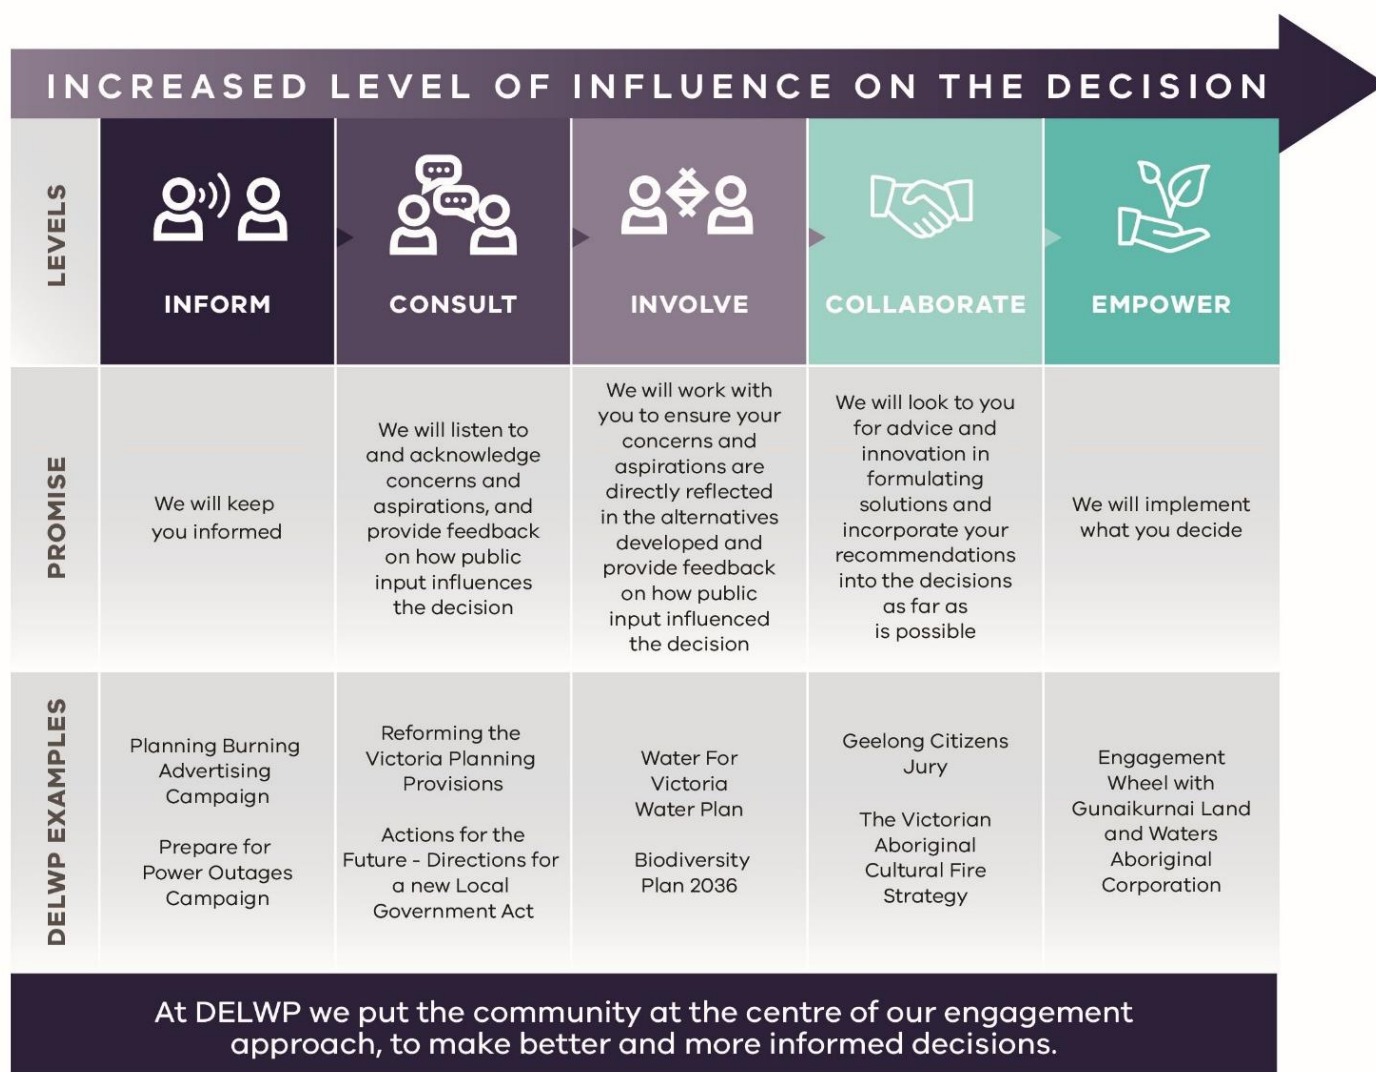 INCREASED LEVEL OF INFLUENCE ON THE DECISION
LEVELS
INFORM
CONSULT
INVOLVE
COLLABORATE
EMPOWER
PROMISE
We will keep
you informed
We will listen to
and acknowledge
concerns and
aspirations, and
provide feedback
on how public
input influences
the decision
We will work with
you to ensure your
concerns and
aspirations are
directly reflected
in the alternatives
developed and
provide feedback
on how public
input influenced
the decision
We will look to you
for advice and
innovation in
formulating
solutions and
incorporate your
recommendations
into the decisions
as far as
is possible
We will implement
what you decide
DELWP EXAMPLES
Planning Burning
Advertising
Campaign
Prepare for
Power Outages
Campaign
Reforming the
Victoria Planning
Provisions
Actions for the
Future - Directions for
a new Local
Government Act
Water For
Victoria
Water Plan
Biodiversity
Plan 2036
Geelong Citizens
Jury
The Victorian
Aboriginal
Cultural Fire
Strategy
Engagement
Wheel with
Gunaikurnai Land
and Waters
Aboriginal
Corporation
At DELWP we put the community at the centre of our engagement
approach, to make better and more informed decisions.